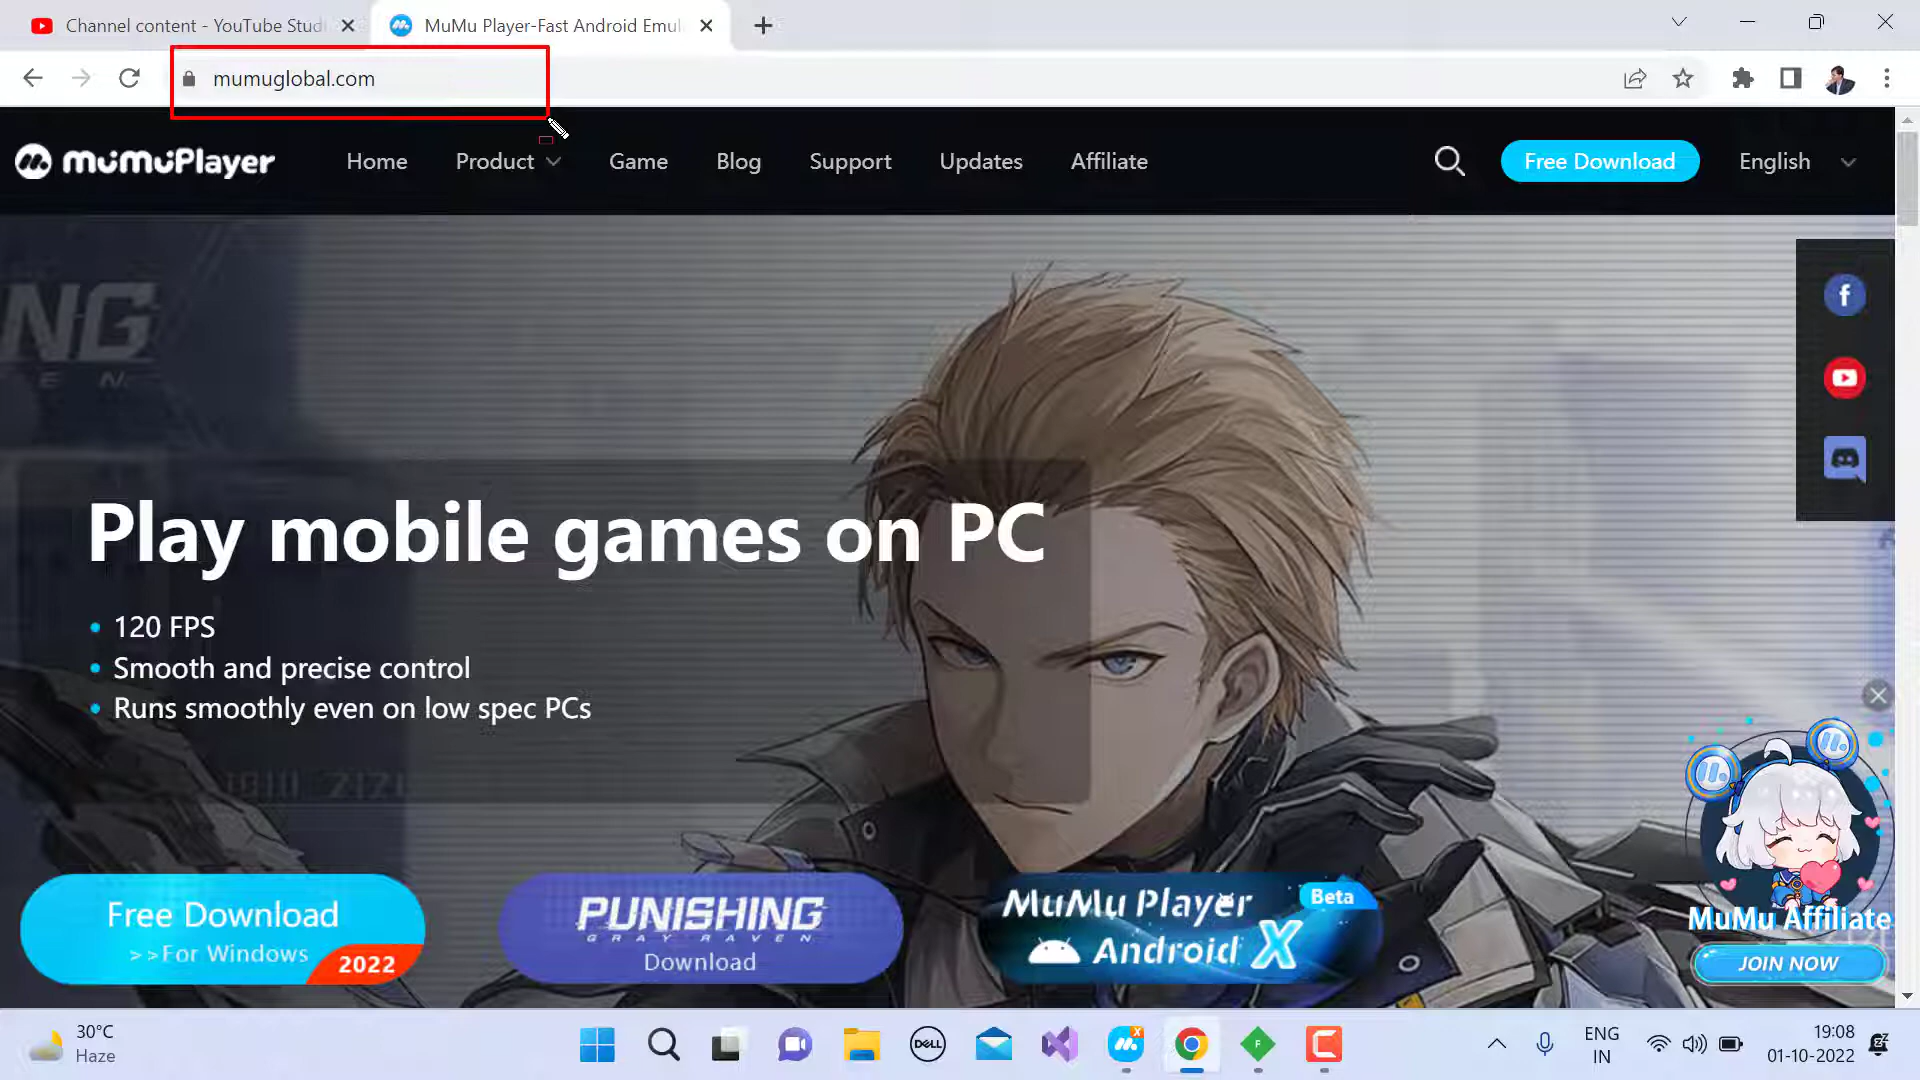 Channel content - YouTube Studi
MuMu Player-Fast Android Emul
mumuglobal.com
MuMuPlayer
Home
Product
Game
Blog
Support
Updates
Affiliate
Free Download
English
NG
E N
Play mobile games on PC
120 FPS
Smooth and precise control
Runs smoothly even on low spec PCs
Free Download
>>For Windows
2022
PUNISHING
GRAY RAVEN
Download
MuMu Player
Beta
Android X
MuMu Affiliate
JOIN NOW
30°C
Haze
DELL
X
F
ENG
IN
19:08
01-10-2022